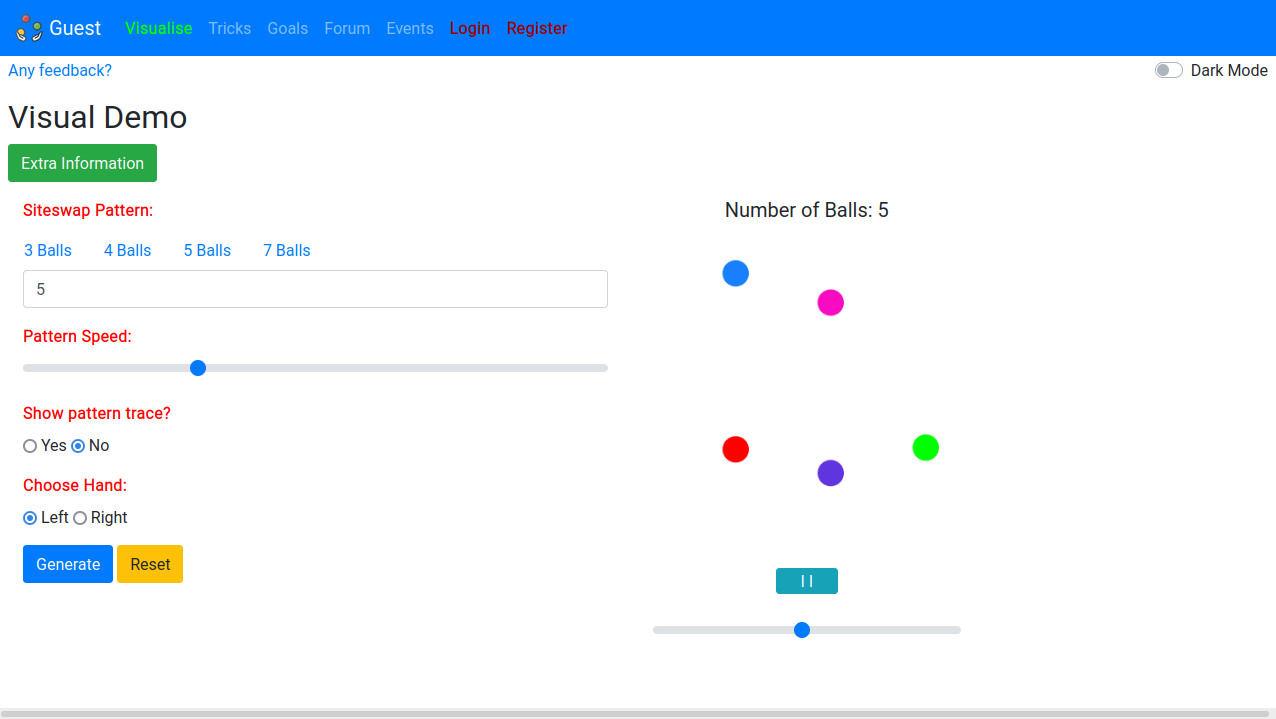 Guest Visualise Tricks Goals Forum Events Login Register
Any feedback? Dark Mode
Visual Demo
Extra Information
Siteswap Pattern:
3 Balls 4 Balls 5 Balls 7 Balls
5
Pattern Speed:
Show pattern trace?
Yes No
Choose Hand:
Left Right
Generate Reset
Number of Balls: 5
| |